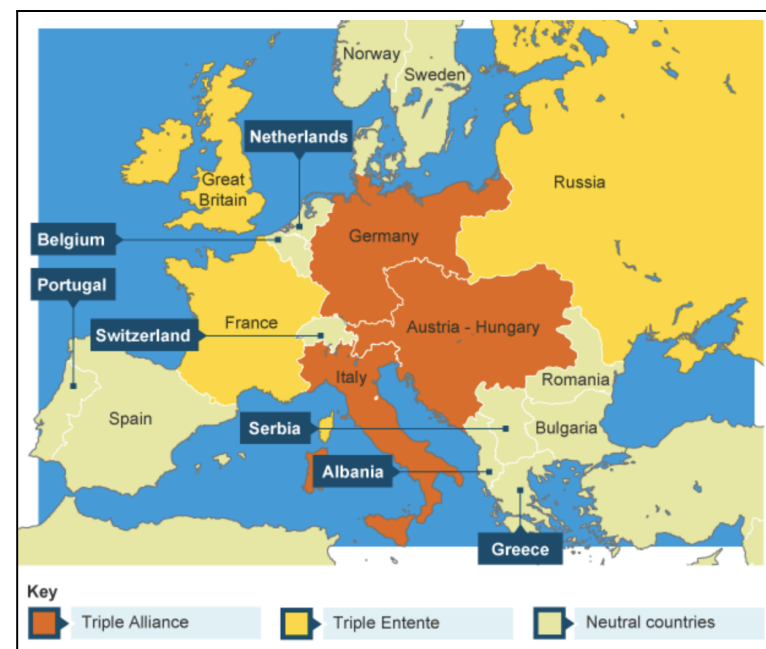 Norway
Sweden
Netherlands
Great
Britain
Russia
Belgium
Germany
Portugal
France
Switzerland
Austria - Hungary
Italy
Romania
Spain
Serbia
Bulgaria
Albania
Greece
Key
Triple Alliance
Triple Entente
Neutral countries